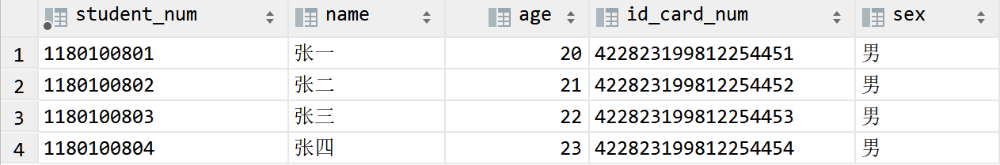 student_num name age id_card_num sex
1 1180100801 张一 20 422823199812254451 男
2 1180100802 张二 21 422823199812254452 男
3 1180100803 张三 22 422823199812254453 男
4 1180100804 张四 23 422823199812254454 男